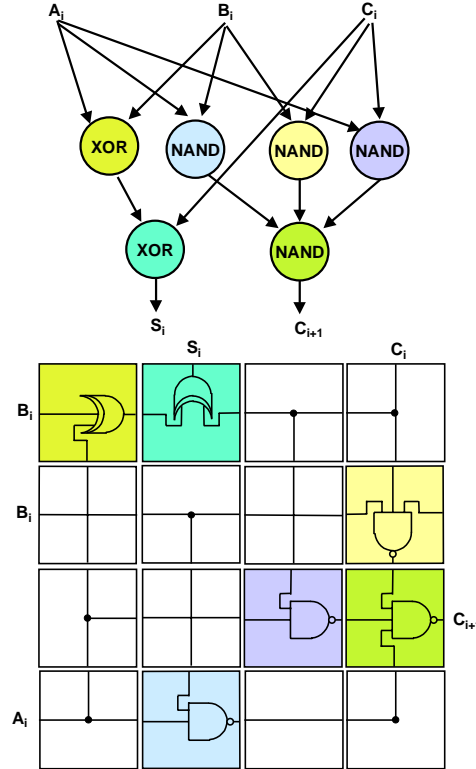 Ai Bi Ci
XOR NAND NAND NAND
XOR NAND
Si Ci+1
Si Ci
Bi
Bi
Ci+
Ai